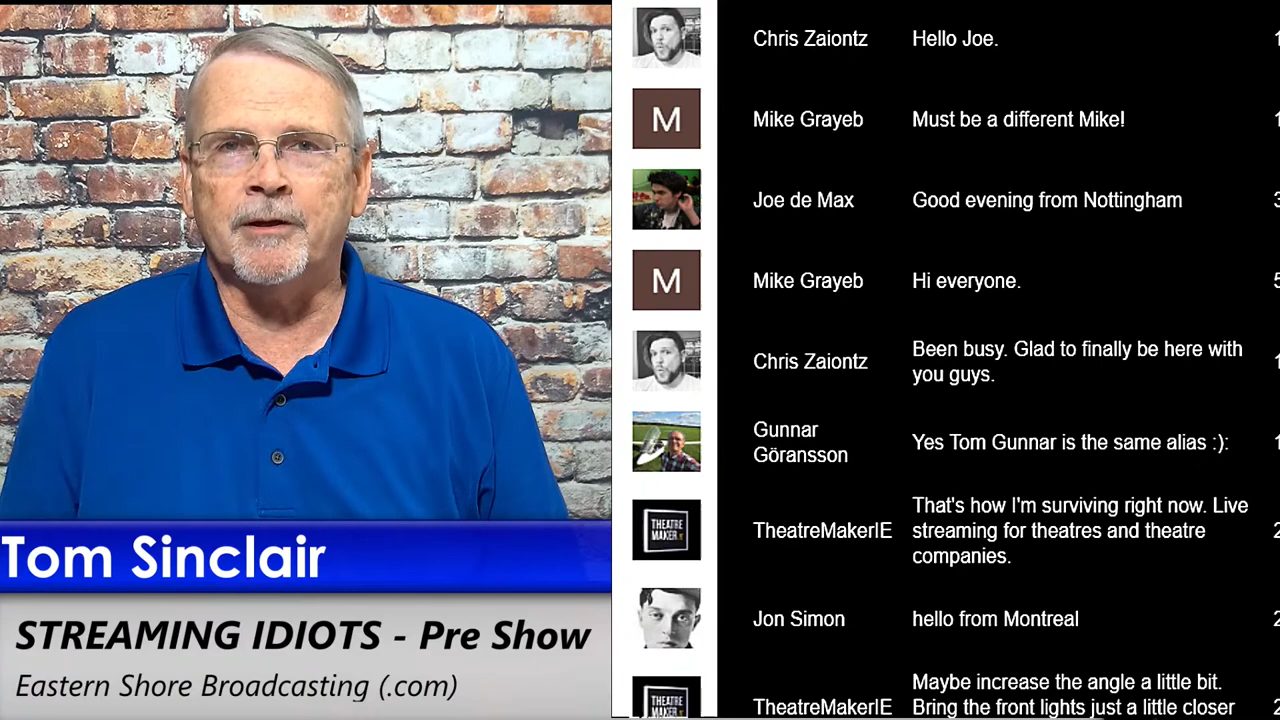 Tom Sinclair
STREAMING IDIOTS - Pre Show
Eastern Shore Broadcasting (.com)
Chris Zaiontz
Hello Joe.
M
Mike Grayeb
Must be a different Mike!
Joe de Max
Good evening from Nottingham
M
Mike Grayeb
Hi everyone.
Chris Zaiontz
Been busy. Glad to finally be here with
you guys.
Gunnar
Göransson
Yes Tom Gunnar is the same alias :):
THEATRE
MAKER
TheatreMakerIE
That's how I'm surviving right now. Live
streaming for theatres and theatre
companies.
Jon Simon
hello from Montreal
THEATRE
TheatreMakerIE
Maybe increase the angle a little bit.
Bring the front lights just a little closer